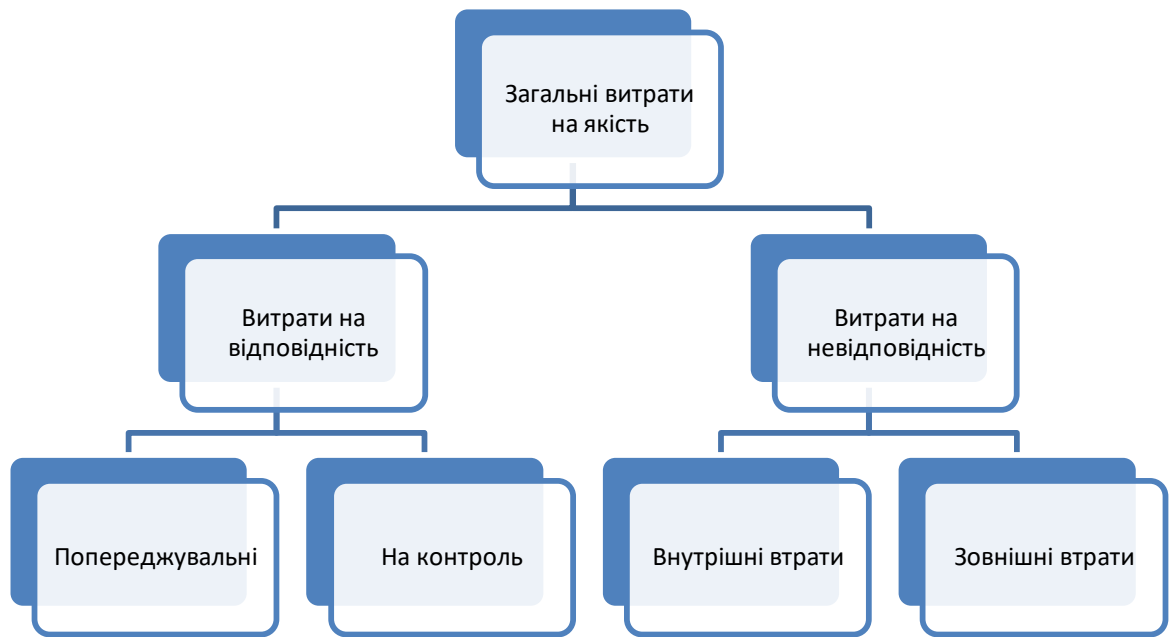 Загальні витрати
на якість
Витрати на
відповідність
Витрати на
невідповідність
Попереджувальні
На контроль
Внутрішні втрати
Зовнішні втрати